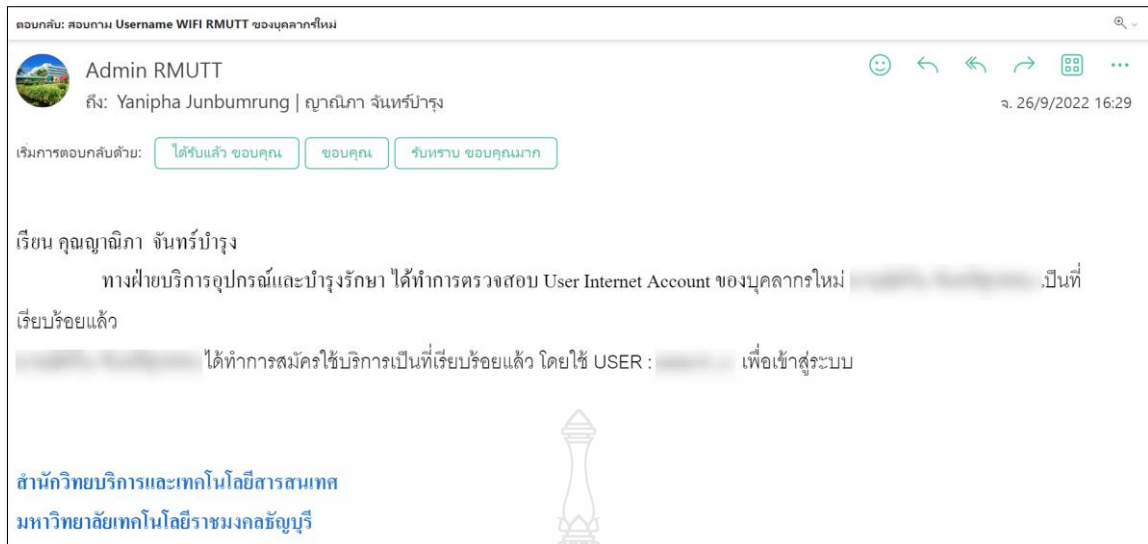 ตอบกลับ: สอบถาม Username WIFI RMUTT ของบุคลากรใหม่
Admin RMUTT
ถึง: Yanipha Junbumrung | ญาณิภา จันทร์บำรุง
จ. 26/9/2022 16:29
เริ่มการตอบกลับด้วย: ได้รับแล้ว ขอบคุณ ขอบคุณ รับทราบ ขอบคุณมาก
เรียน คุณญาณิภา จันทร์บำรุง
ทางฝ่ายบริการอุปกรณ์และบำรุงรักษา ได้ทำการตรวจสอบ User Internet Account ของบุคลากรใหม่ เป็นที่
เรียบร้อยแล้ว
ได้ทำการสมัครใช้บริการเป็นที่เรียบร้อยแล้ว โดยใช้ USER : เพื่อเข้าสู่ระบบ
สำนักวิทยบริการและเทคโนโลยีสารสนเทศ
มหาวิทยาลัยเทคโนโลยีราชมงคลธัญบุรี